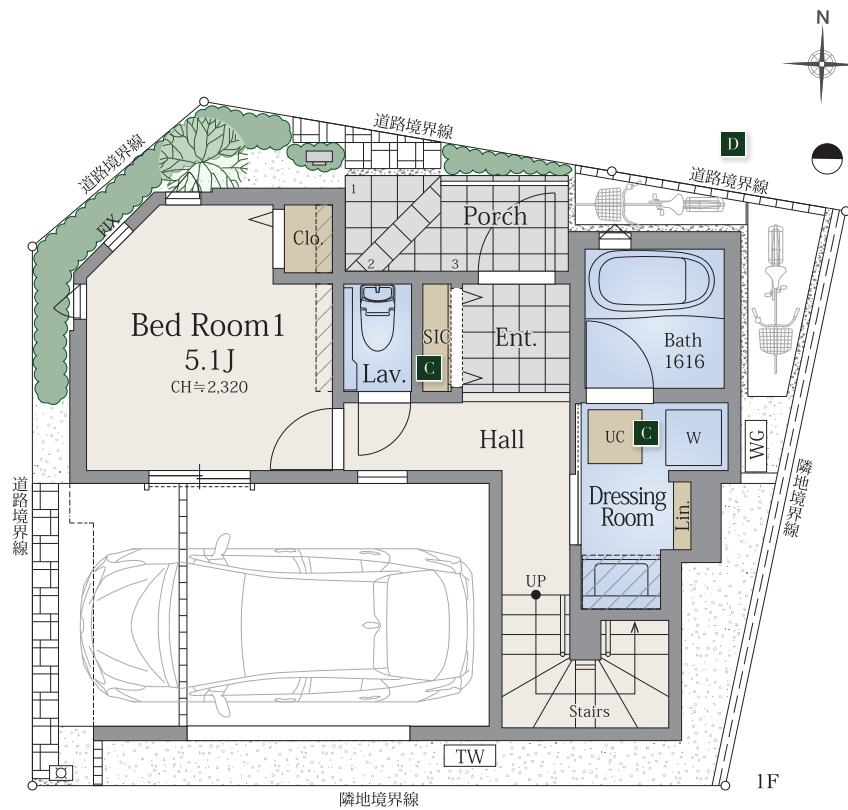 N
道路境界線
D
道路境界線
道路境界線
1
Porch
FIX
Clo.
2
3
Bed Room1
5.1J
CH≒2,320
SIC
Ent.
Bath
1616
Lav.
C
Hall
UC
C
W
WG
道路境界線
隣地境界線
Dressing
Room
Lin.
UP
Stairs
TW
1F
隣地境界線